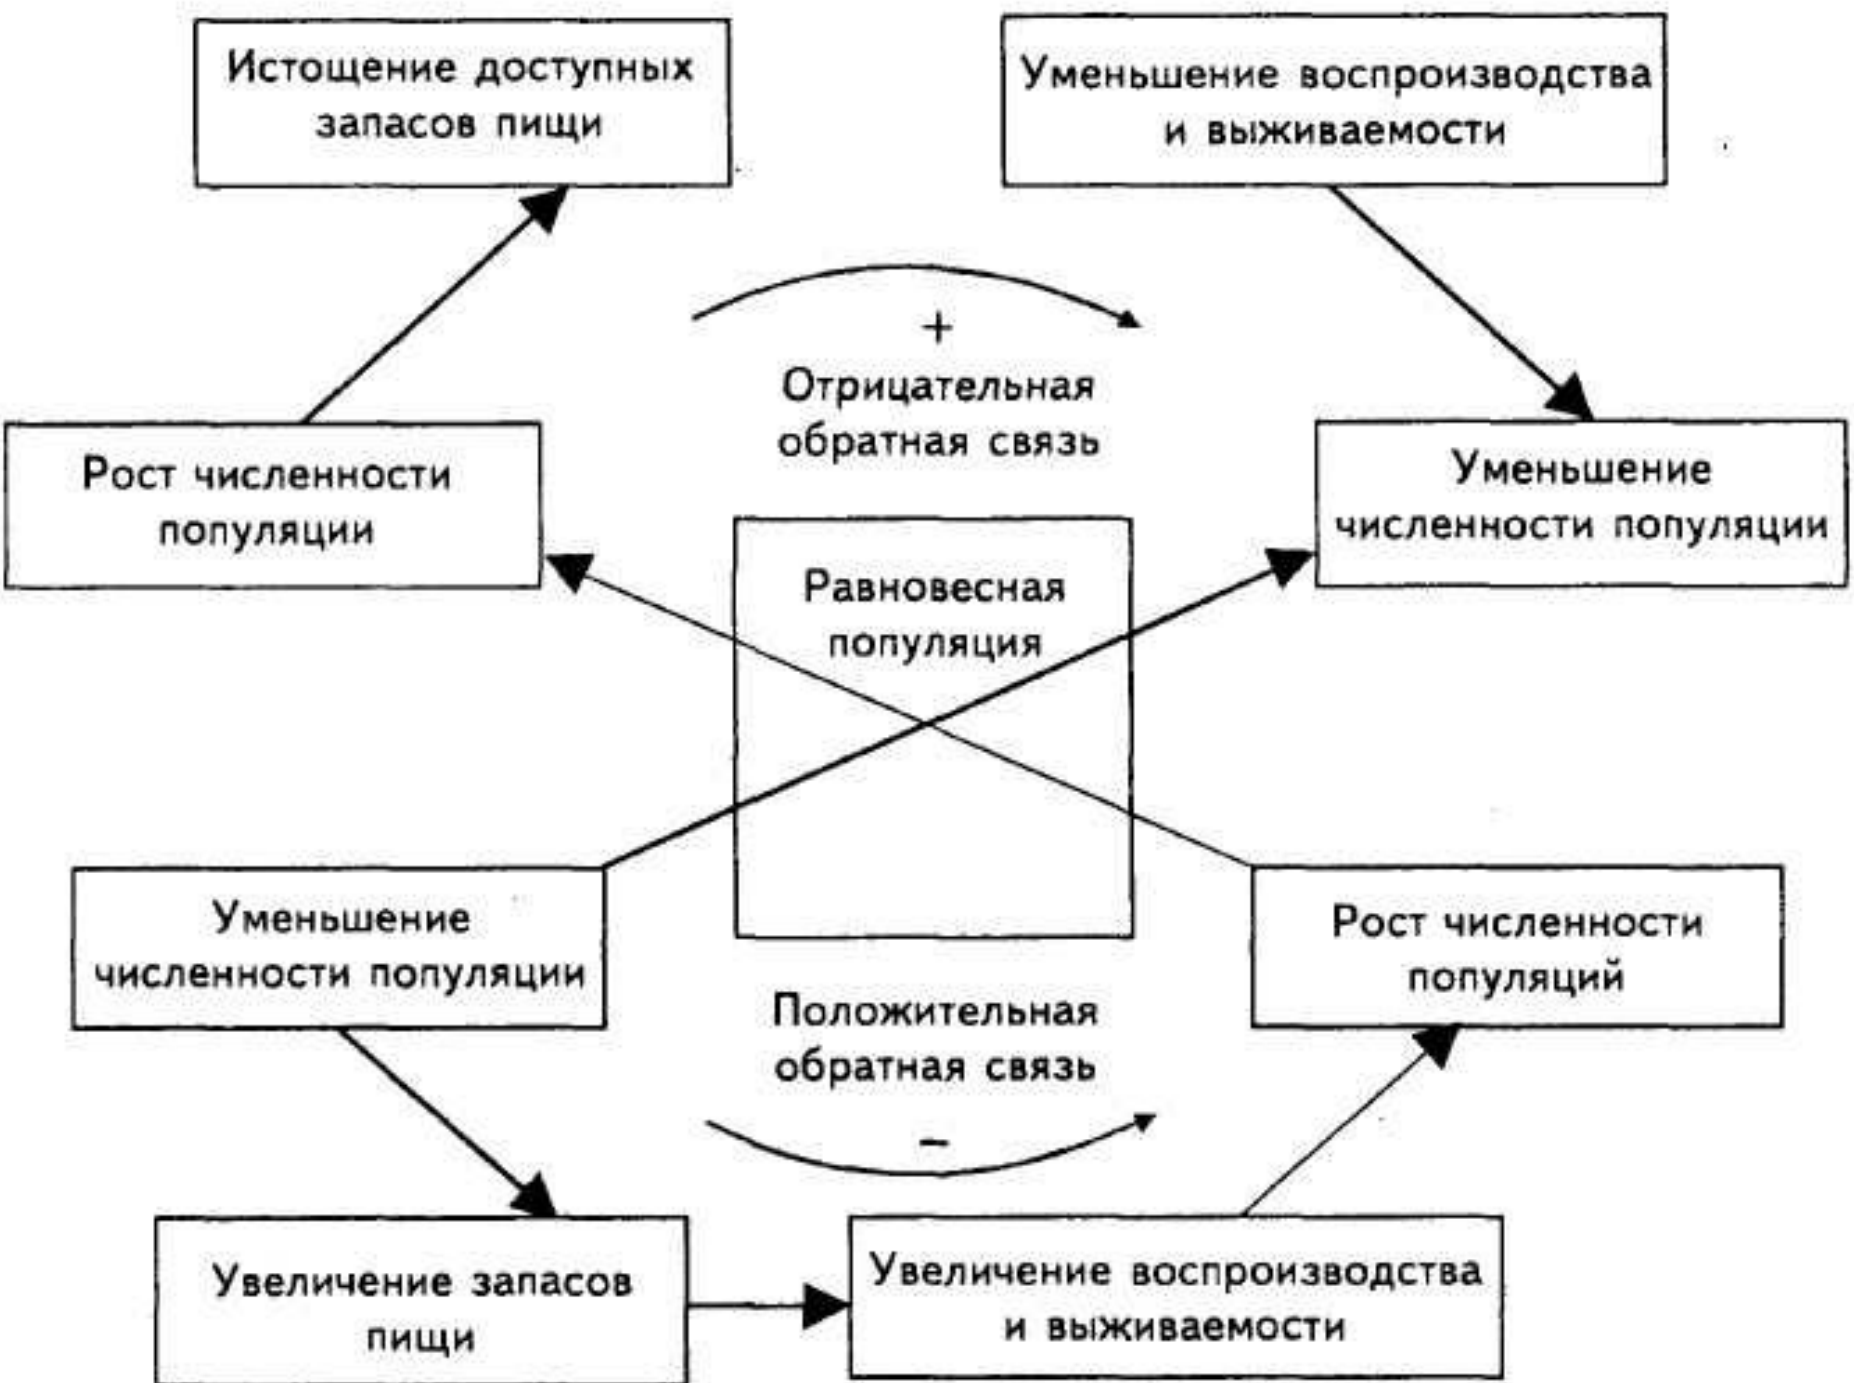 Истощение доступных
запасов пищи
Уменьшение воспроизводства
и выживаемости
+
Отрицательная
обратная связь
Рост численности
популяции
Уменьшение
численности популяции
Равновесная
популяция
Уменьшение
численности популяции
Рост численности
популяций
Положительная
обратная связь
–
Увеличение запасов
пищи
Увеличение воспроизводства
и выживаемости